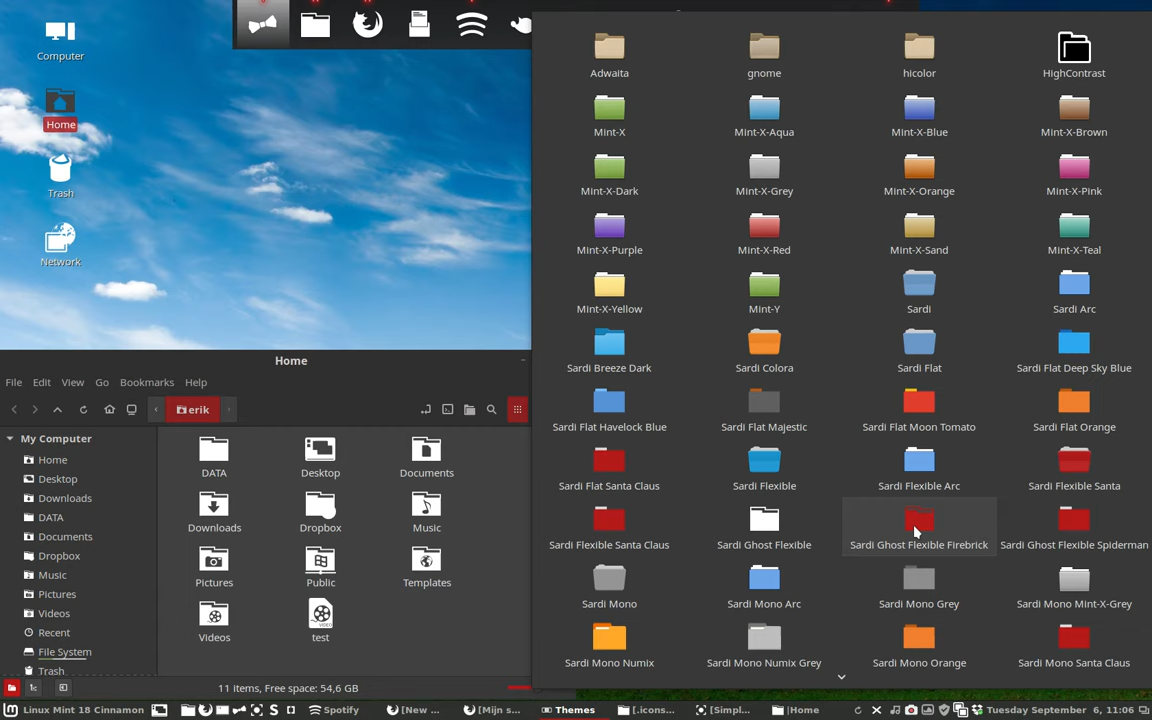 Computer
Home
Trash
Network
Adwaita
gnome
hicolor
HighContrast
Mint-X
Mint-X-Aqua
Mint-X-Blue
Mint-X-Brown
Mint-X-Dark
Mint-X-Grey
Mint-X-Orange
Mint-X-Pink
Mint-X-Purple
Mint-X-Red
Mint-X-Sand
Mint-X-Teal
Mint-X-Yellow
Mint-Y
Sardi
Sardi Arc
Sardi Breeze Dark
Sardi Colora
Sardi Flat
Sardi Flat Deep Sky Blue
Sardi Flat Havelock Blue
Sardi Flat Majestic
Sardi Flat Moon Tomato
Sardi Flat Orange
Sardi Flat Santa Claus
Sardi Flexible
Sardi Flexible Arc
Sardi Flexible Santa
Sardi Flexible Santa Claus
Sardi Ghost Flexible
Sardi Ghost Flexible Firebrick
Sardi Ghost Flexible Spiderman
Sardi Mono
Sardi Mono Arc
Sardi Mono Grey
Sardi Mono Mint-X-Grey
Sardi Mono Numix
Sardi Mono Numix Grey
Sardi Mono Orange
Sardi Mono Santa Claus
Home
File Edit View Go Bookmarks Help
erik
My Computer
Home
Desktop
Downloads
DATA
Documents
Dropbox
Music
Pictures
Videos
Recent
File System
Trash
DATA
Desktop
Documents
Downloads
Dropbox
Music
Pictures
Public
Templates
Videos
VIDEO
test
11 items, Free space: 54,6 GB
Linux Mint 18 Cinnamon
Spotify
[New ...
[Mijn s...
Themes
[.icons...
[Simpl...
|Home
Tuesday September 6, 11:06